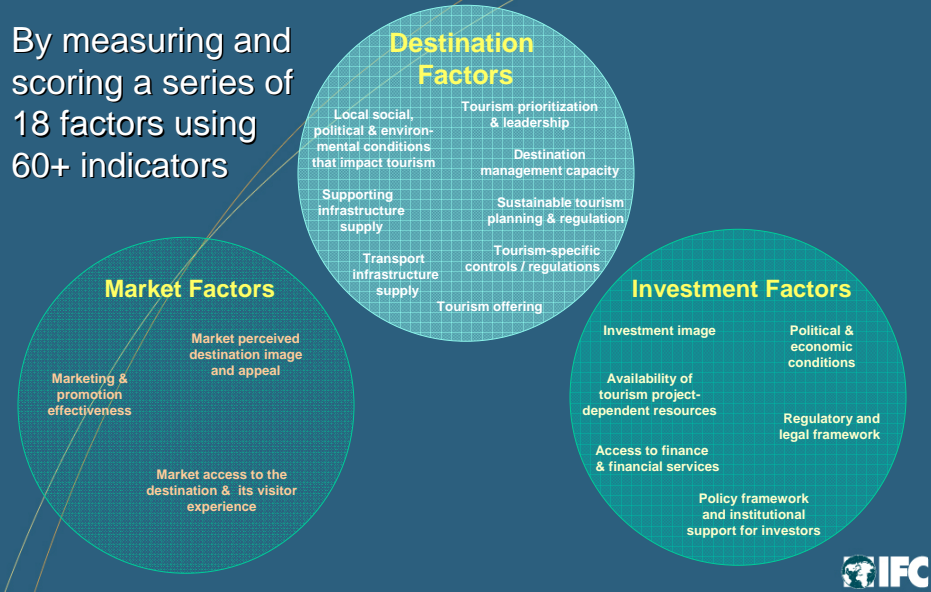 By measuring and
scoring a series of
18 factors using
60+ indicators
Destination
Factors
Local social,
political & environ-
mental conditions
that impact tourism
Supporting
infrastructure
supply
Transport
infrastructure
supply
Tourism prioritization
& leadership
Destination
management capacity
Sustainable tourism
planning & regulation
Tourism-specific
controls / regulations
Tourism offering
Market Factors
Market perceived
destination image
and appeal
Marketing &
promotion
effectiveness
Market access to the
destination & its visitor
experience
Investment Factors
Investment image
Availability of
tourism project-
dependent resources
Access to finance
& financial services
Political &
economic
conditions
Regulatory and
legal framework
Policy framework
and institutional
support for investors
IFC